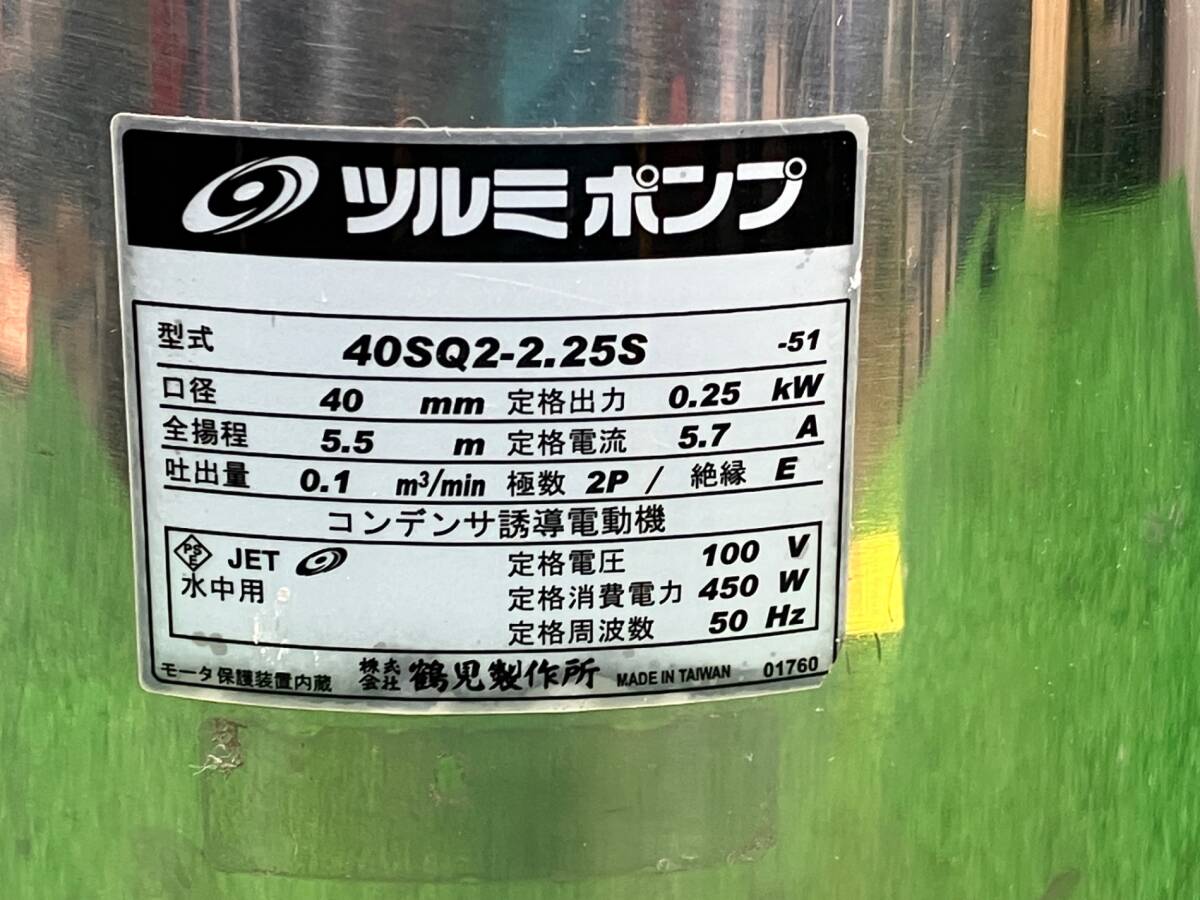 ツルミポンプ
型式 40SQ2-2.25S -51
口径 40 mm 定格出力 0.25 kW
全揚程 5.5 m 定格電流 5.7 A
吐出量 0.1 m³/min 極数 2P / 絶縁 E
コンデンサ誘導電動機
PSE JET 定格電圧 100 V
水中用 定格消費電力 450 W
定格周波数 50 Hz
モータ保護装置内蔵 株式会社 鶴見製作所 MADE IN TAIWAN 01760